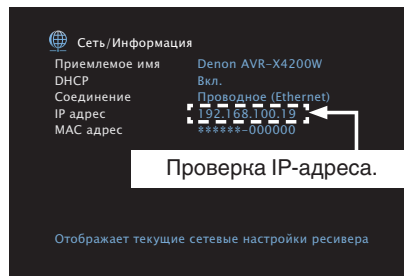 Сеть/Информация
Приемлемое имя Denon AVR-X4200W
DHCP Вкл.
Соединение Проводное (Ethernet)
IP адрес 192.168.100.19
MAC адрес ******-000000
Проверка IP-адреса.
Отображает текущие сетевые настройки ресивера